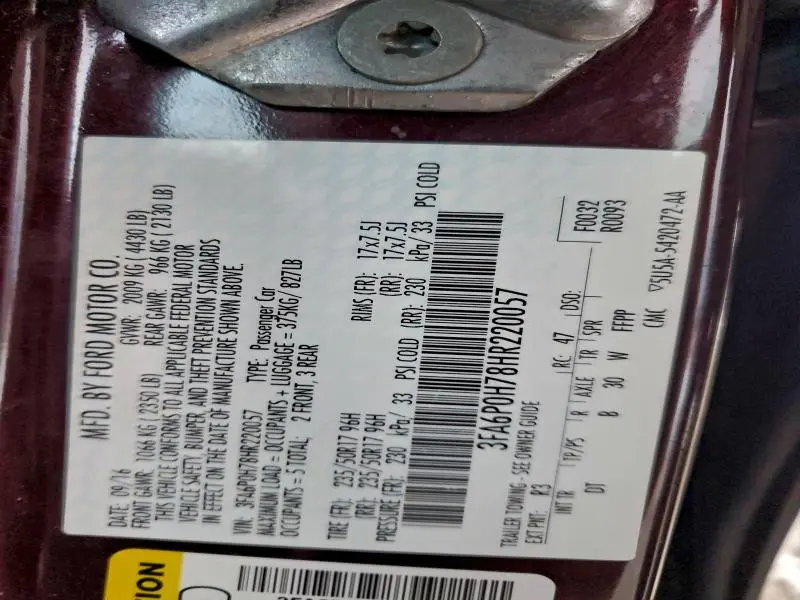 MFD. BY FORD MOTOR CO.
DATE: 09/16 GVWR: 2009 KG ( 4430 LB)
FRONT GAWR: 1066 KG ( 2350 LB) REAR GAWR: 966 KG ( 2130 LB)
THIS VEHICLE CONFORMS TO ALL APPLICABLE FEDERAL MOTOR
VEHICLE SAFETY, BUMPER, AND THEFT PREVENTION STANDARDS
IN EFFECT ON THE DATE OF MANUFACTURE SHOWN ABOVE.
VIN: 3FA6P0H78HR220057 TYPE: Passenger Car
MAXIMUM LOAD = OCCUPANTS + LUGGAGE = 375KG/ 827LB
OCCUPANTS = 5 TOTAL; 2 FRONT, 3 REAR
TIRE (FR): 235/50R17 96H RIMS (FR): 17x7.5J
(RR): 235/50R17 96H (RR): 17x7.5J
PRESSURE (FR): 230 kPa/ 33 PSI COLD (RR): 230 kPa/ 33 PSI COLD
3FA6P0H78HR220057
TRAILER TOWING - SEE OWNER GUIDE F0032
EXT PNT: R3 RC: 47 DSO: R0093
INT TR TP/PS R AXLE TR SPR
DT B 30 W FFPP
CMC ▽5U5A-5420472-AA